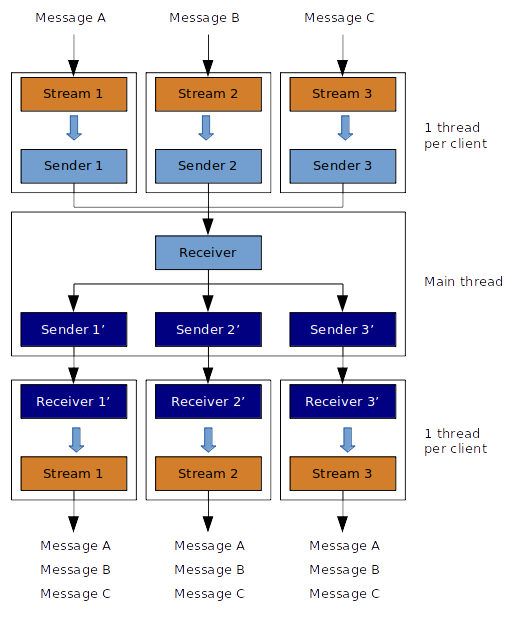 Message A
Message B
Message C
Stream 1
Stream 2
Stream 3
1 thread
per client
Sender 1
Sender 2
Sender 3
Receiver
Main thread
Sender 1’
Sender 2’
Sender 3’
Receiver 1’
Receiver 2’
Receiver 3’
1 thread
per client
Stream 1
Stream 2
Stream 3
Message A
Message A
Message A
Message B
Message B
Message B
Message C
Message C
Message C